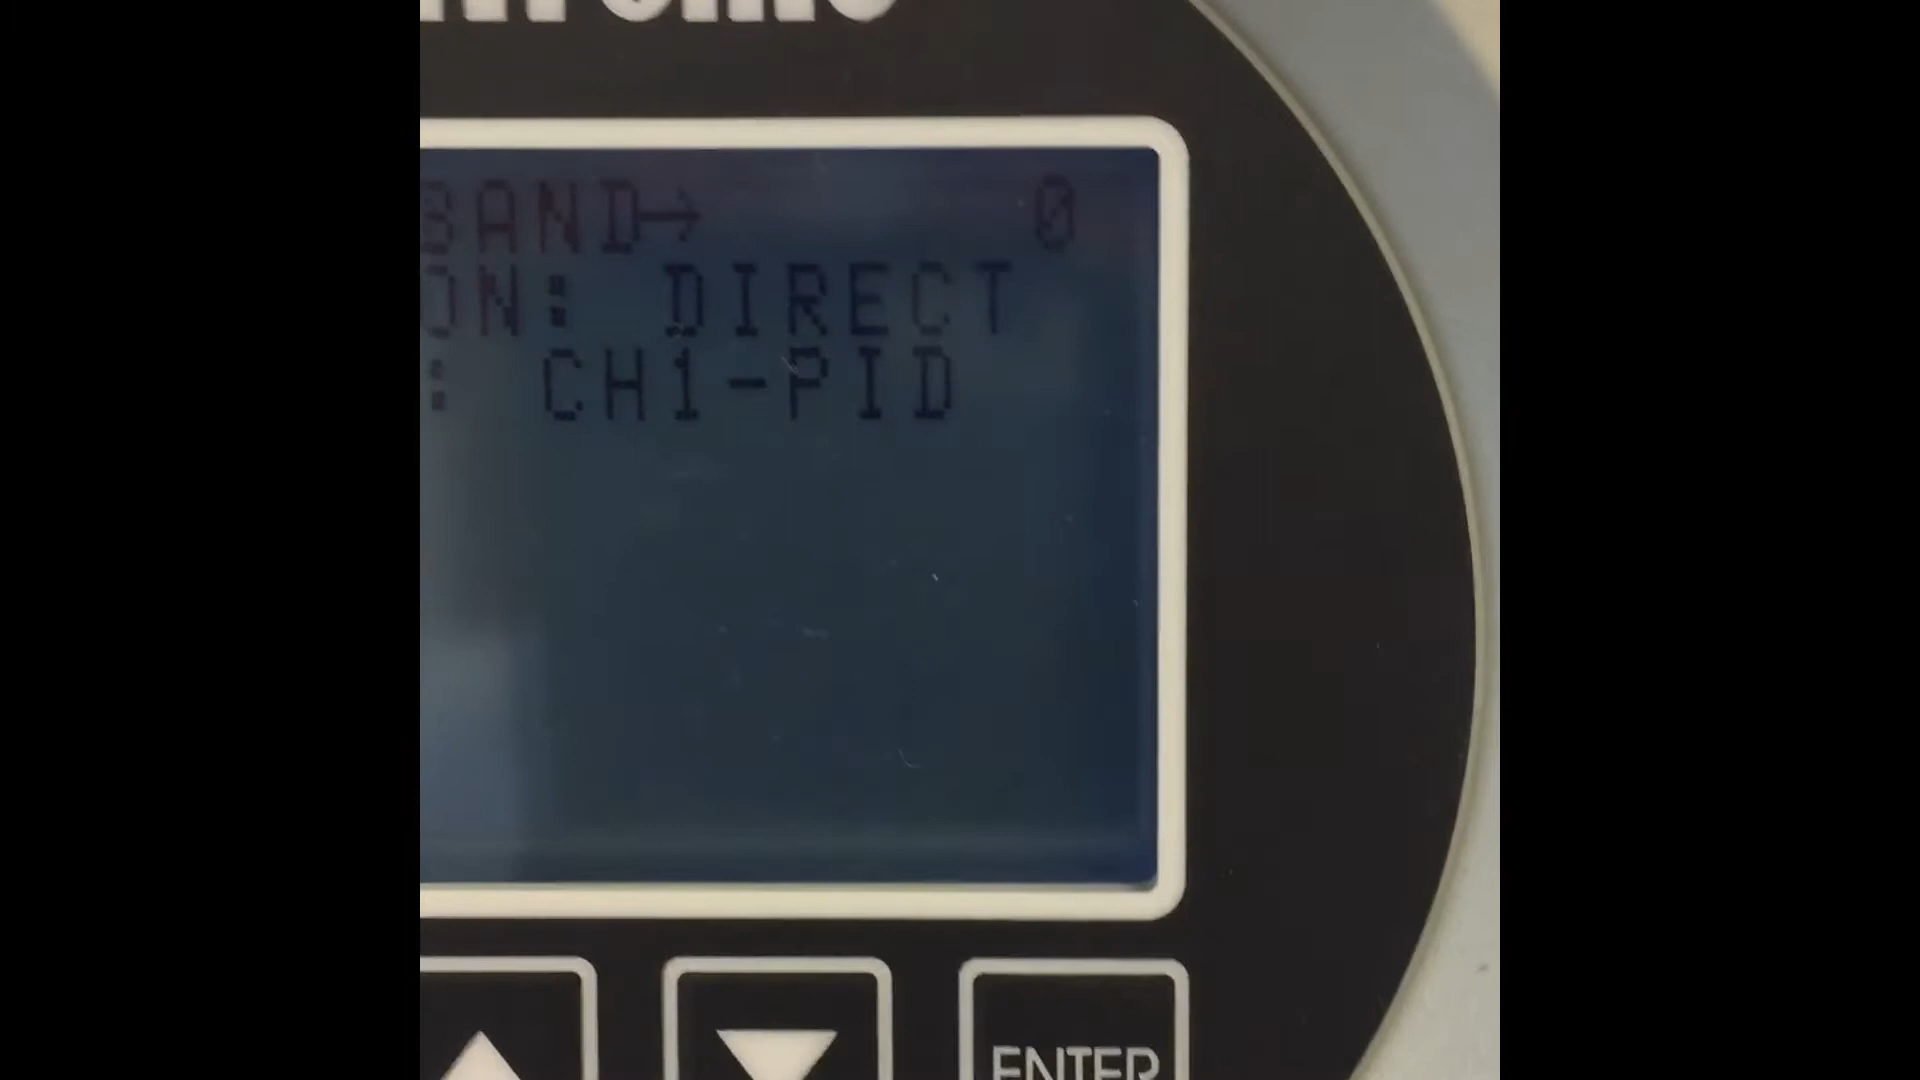 BAND→ 0
ON: DIRECT
: CH1-PID
ENTER